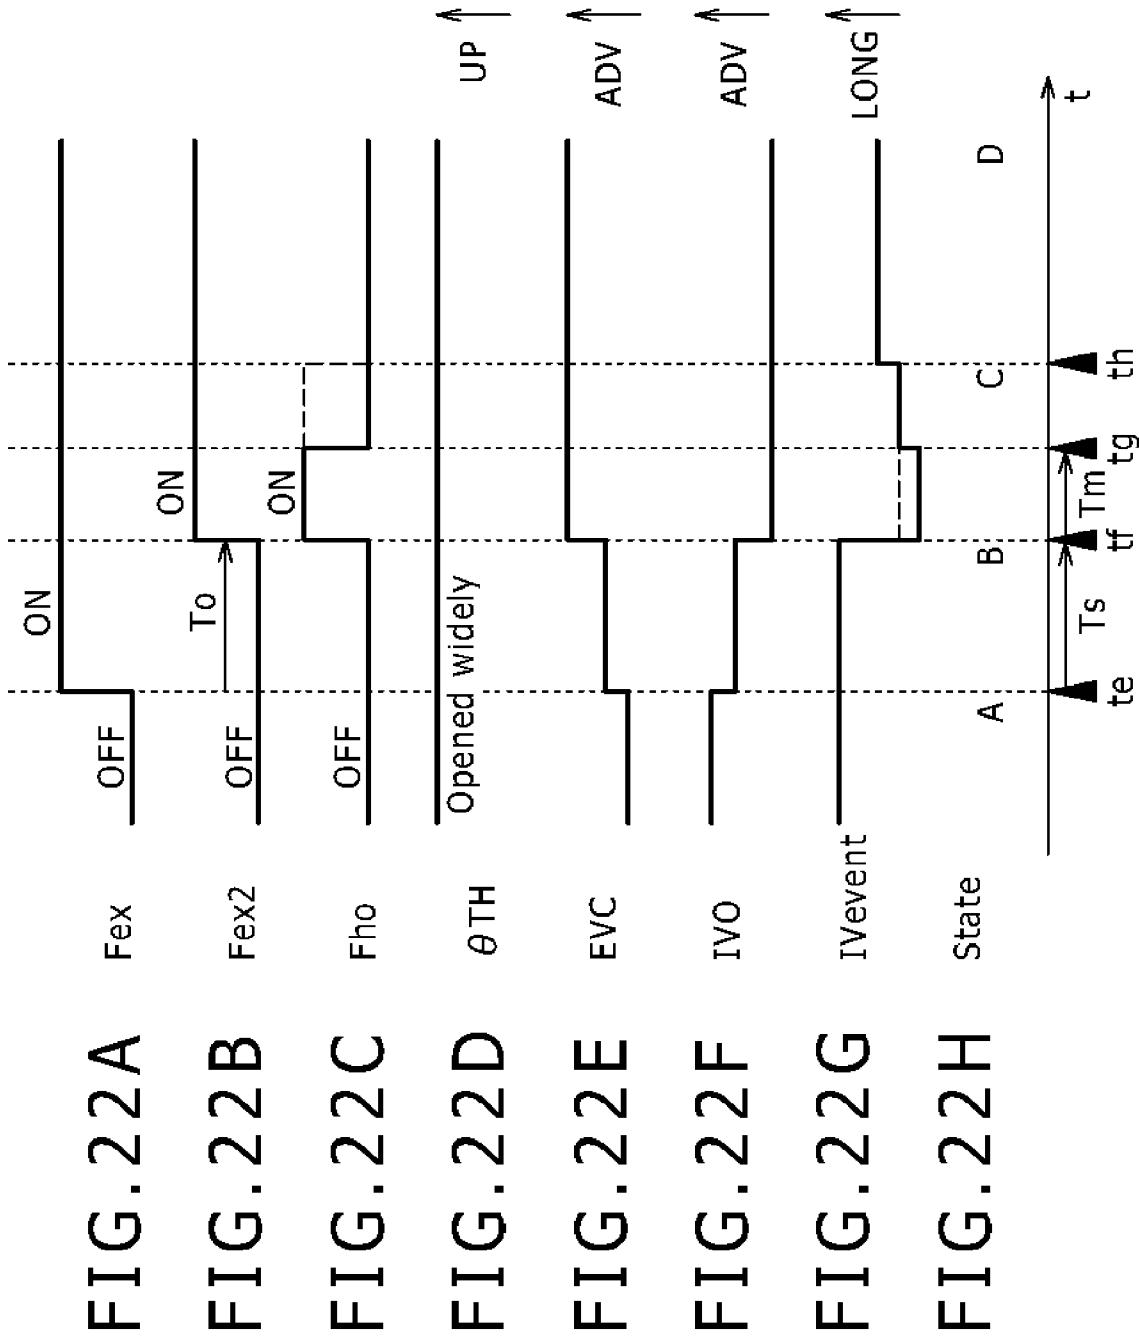 FIG.22A Fex OFF ON
FIG.22B Fex2 OFF To ON
FIG.22C Fho OFF ON
FIG.22D θTH Opened widely UP
FIG.22E EVC ADV
FIG.22F IVO ADV
FIG.22G IVevent LONG
FIG.22H State A B C D
Ts Tm t
te tf tg th